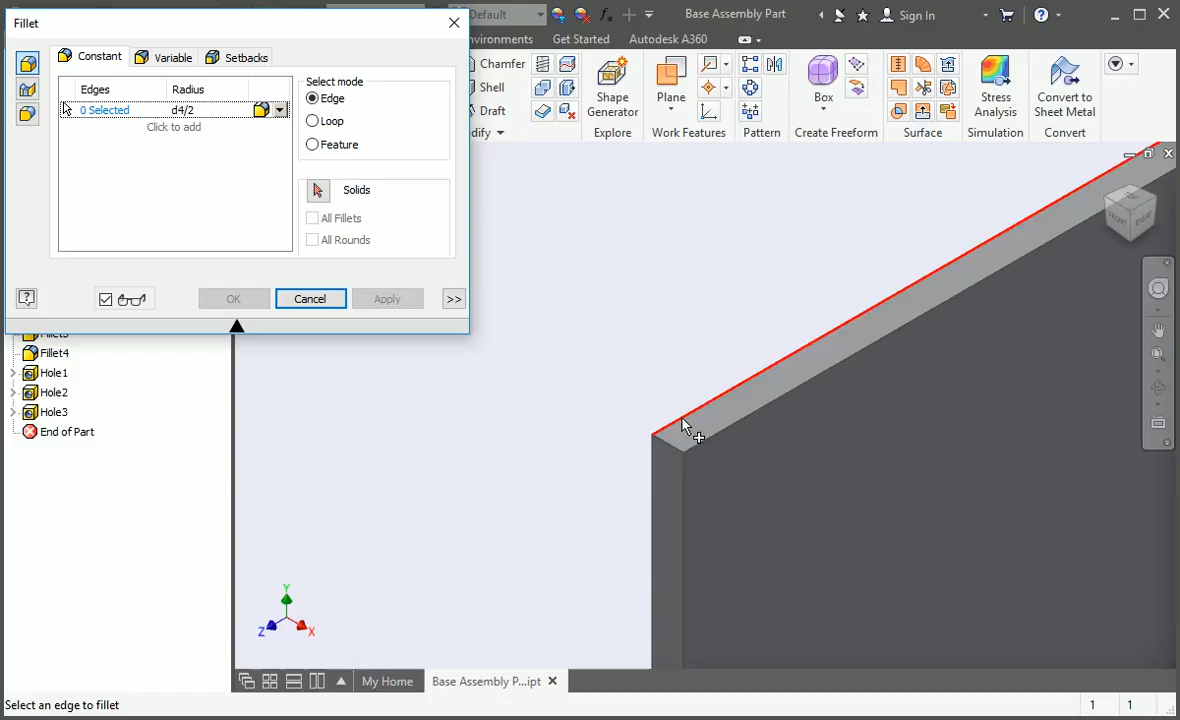 Fillet
Default
Base Assembly Part
Sign In
Get Started
Autodesk A360
Constant
Variable
Setbacks
Edges
Radius
0 Selected
d4/2
Click to add
Select mode
Edge
Loop
Feature
Solids
All Fillets
All Rounds
OK
Cancel
Apply
>>
Chamfer
Shell
Draft
Shape
Generator
Explore
Plane
Work Features
Pattern
Box
Create Freeform
Surface
Stress
Analysis
Simulation
Convert to
Sheet Metal
Convert
Fillet4
Hole1
Hole2
Hole3
End of Part
FRONT
Y
Z
X
My Home
Base Assembly P...ipt
Select an edge to fillet
1
1